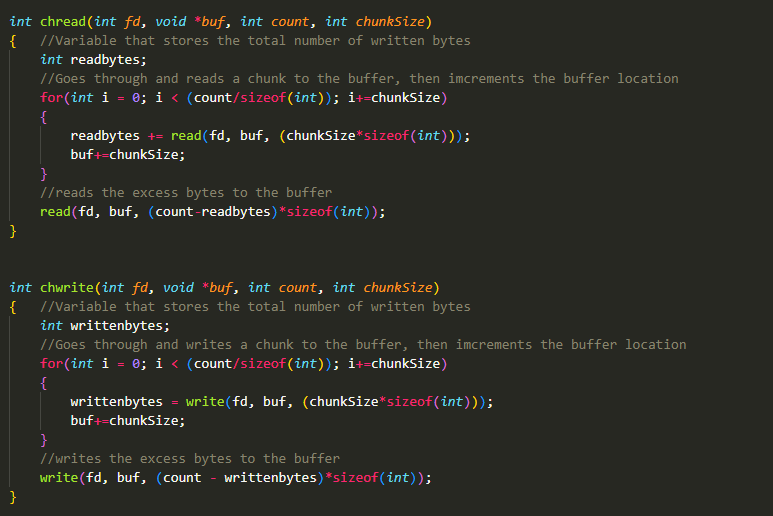 int chread(int fd, void *buf, int count, int chunkSize)
{   //Variable that stores the total number of written bytes
    int readbytes;
    //Goes through and reads a chunk to the buffer, then imcrements the buffer location
    for(int i = 0; i < (count/sizeof(int)); i+=chunkSize)
    {
        readbytes += read(fd, buf, (chunkSize*sizeof(int)));
        buf+=chunkSize;
    }
    //reads the excess bytes to the buffer
    read(fd, buf, (count-readbytes)*sizeof(int));
}
int chwrite(int fd, void *buf, int count, int chunkSize)
{   //Variable that stores the total number of written bytes
    int writtenbytes;
    //Goes through and writes a chunk to the buffer, then imcrements the buffer location
    for(int i = 0; i < (count/sizeof(int)); i+=chunkSize)
    {
        writtenbytes = write(fd, buf, (chunkSize*sizeof(int)));
        buf+=chunkSize;
    }
    //writes the excess bytes to the buffer
    write(fd, buf, (count - writtenbytes)*sizeof(int));
}